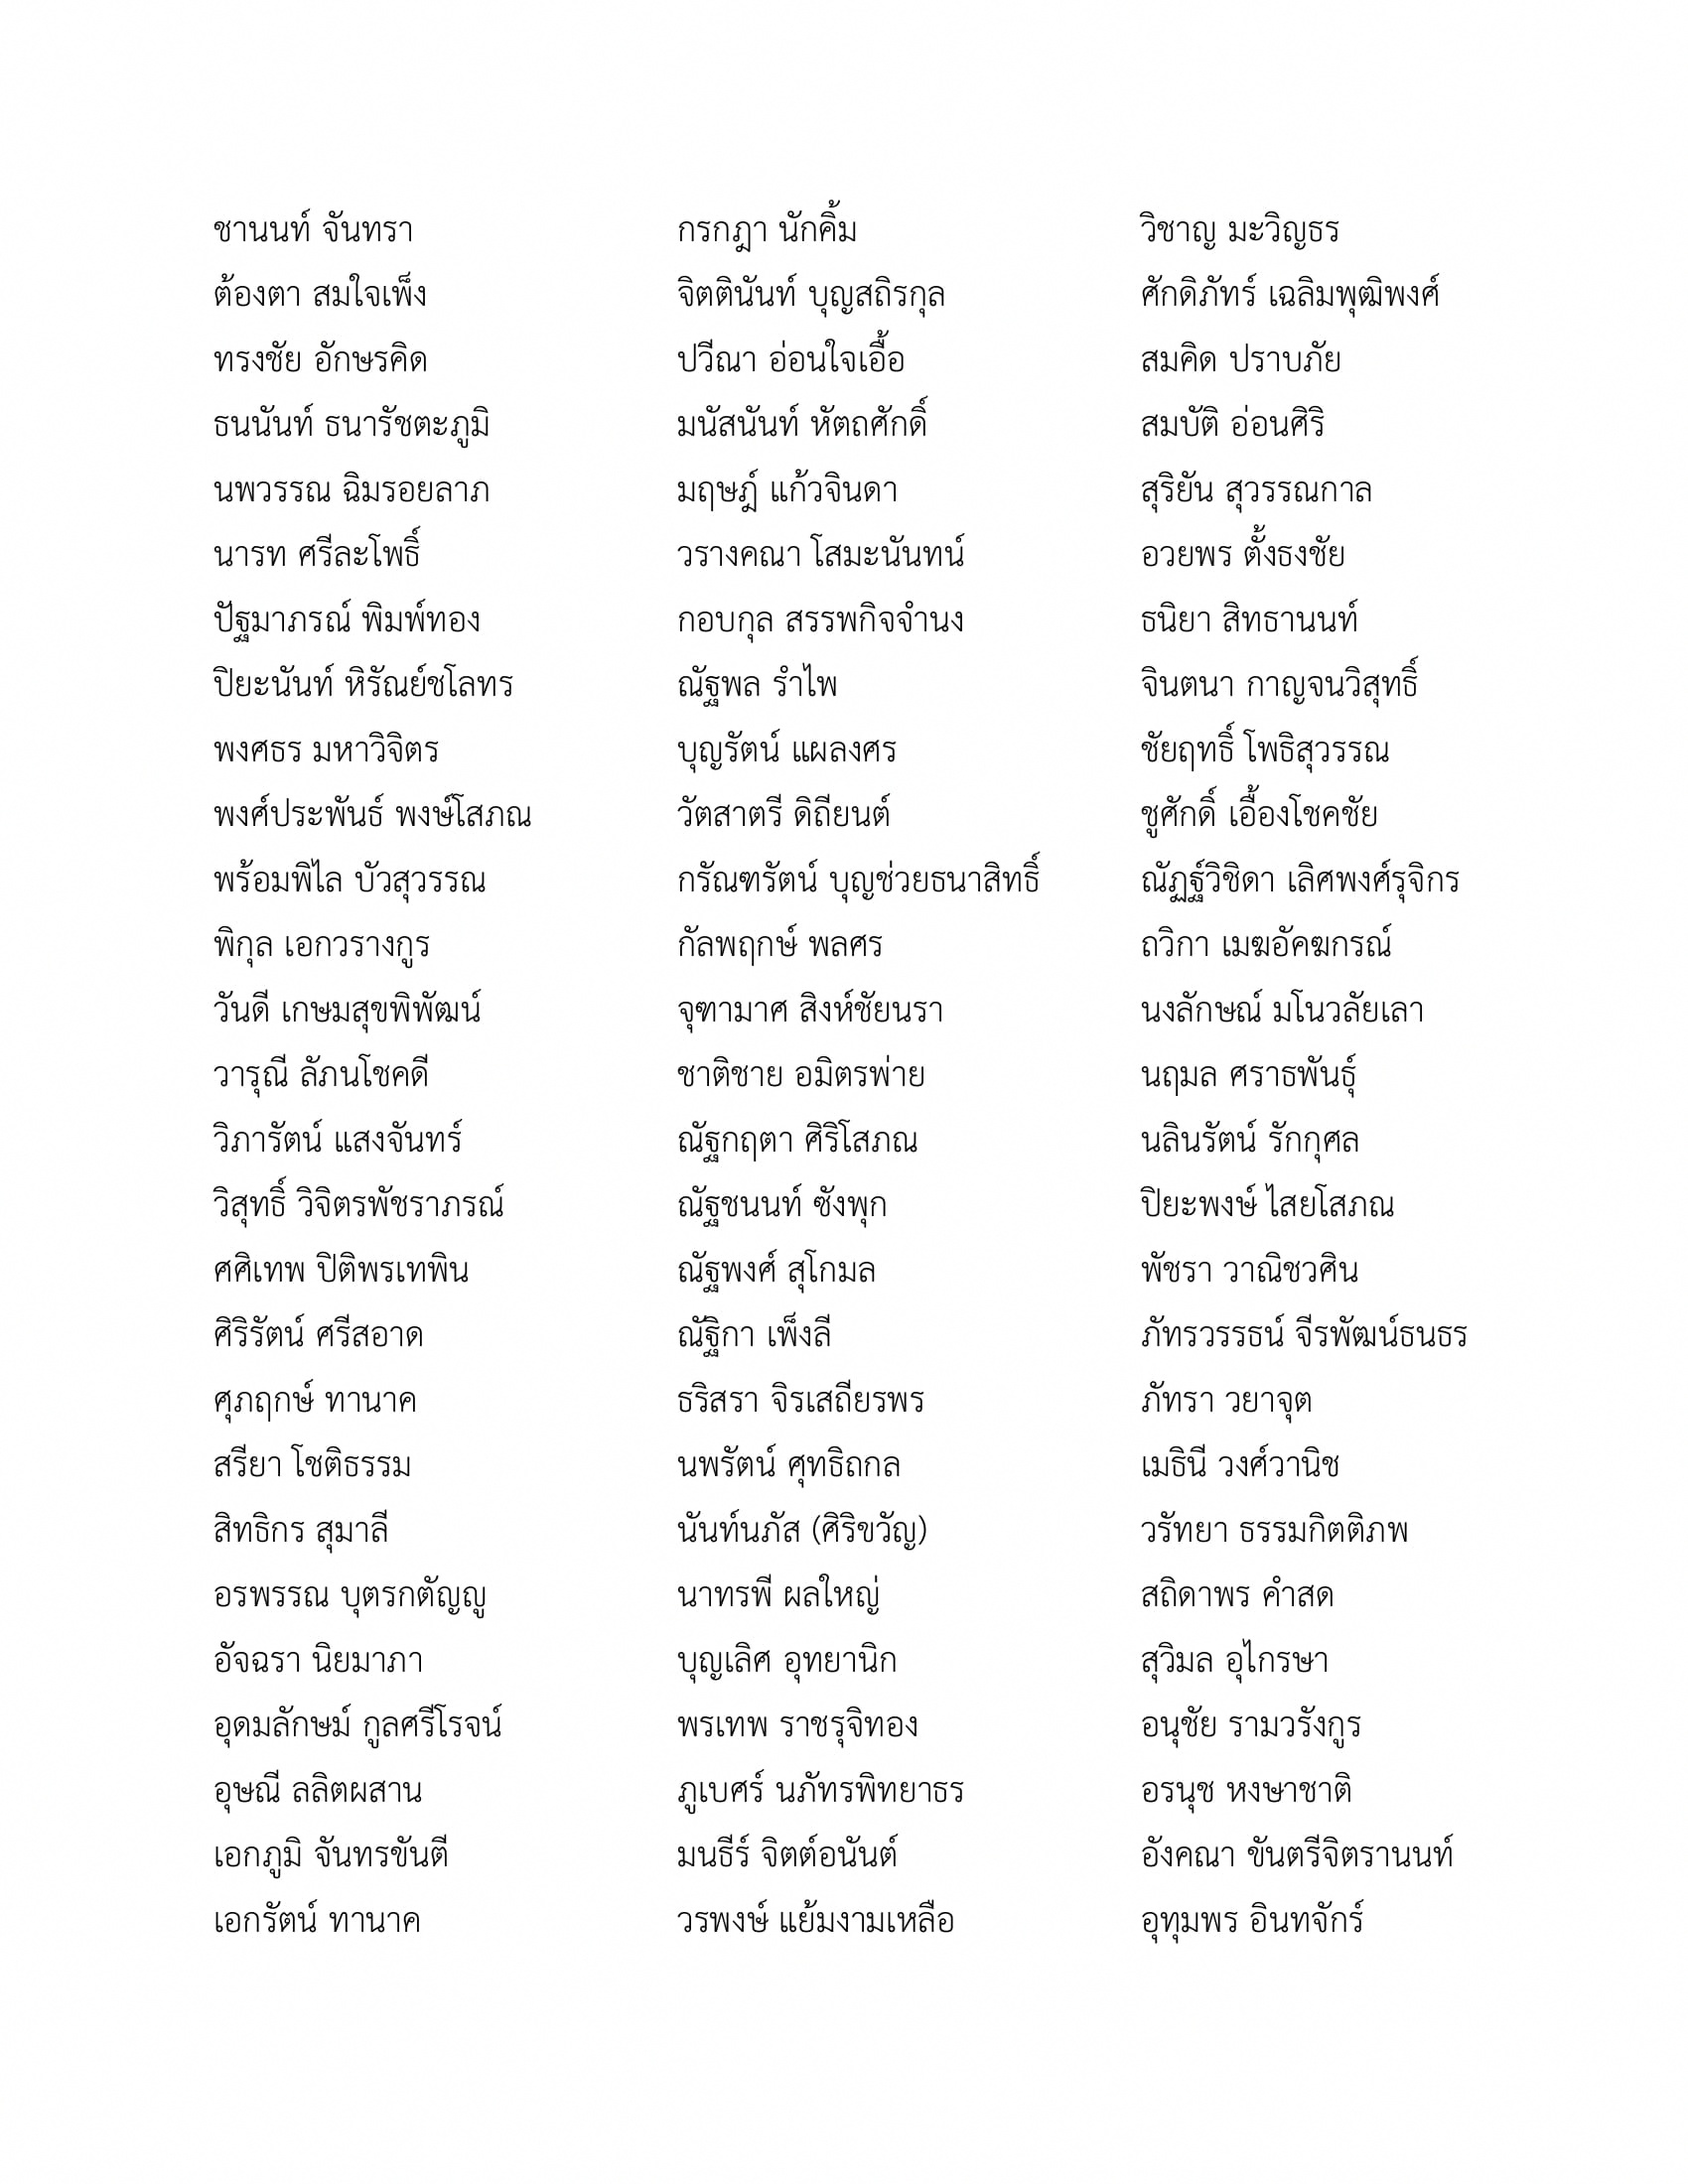 ชานนท์ จันทรา
ต้องตา สมใจเพ็ง
ทรงชัย อักษรคิด
ธนนันท์ ธนารัชตะภูมิ
นพวรรณ ฉิมรอยลาภ
นารท ศรีละโพธิ์
ปัฐมาภรณ์ พิมพ์ทอง
ปิยะนันท์ หิรัณย์ชโลทร
พงศธร มหาวิจิตร
พงศ์ประพันธ์ พงษ์โสภณ
พร้อมพิไล บัวสุวรรณ
พิกุล เอกวรางกูร
วันดี เกษมสุขพิพัฒน์
วารุณี ลัภนโชคดี
วิภารัตน์ แสงจันทร์
วิสุทธิ์ วิจิตรพัชราภรณ์
ศศิเทพ ปิติพรเทพิน
ศิริรัตน์ ศรีสอาด
ศุภฤกษ์ ทานาค
สรียา โชติธรรม
สิทธิกร สุมาลี
อรพรรณ บุตรกตัญญู
อัจฉรา นิยมาภา
อุดมลักษม์ กูลศรีโรจน์
อุษณี ลลิตผสาน
เอกภูมิ จันทรขันตี
เอกรัตน์ ทานาค
กรกฎา นักคิ้ม
จิตตินันท์ บุญสถิรกุล
ปวีณา อ่อนใจเอื้อ
มนัสนันท์ หัตถศักดิ์
มฤษฎ์ แก้วจินดา
วรางคณา โสมะนันทน์
กอบกุล สรรพกิจจำนง
ณัฐพล รำไพ
บุญรัตน์ แผลงศร
วัตสาตรี ดิถียนต์
กรัณฑรัตน์ บุญช่วยธนาสิทธิ์
กัลพฤกษ์ พลศร
จุฑามาศ สิงห์ชัยนรา
ชาติชาย อมิตรพ่าย
ณัฐกฤตา ศิริโสภณ
ณัฐชนนท์ ซังพุก
ณัฐพงศ์ สุโกมล
ณัฐิกา เพ็งลี
ธริสรา จิรเสถียรพร
นพรัตน์ ศุทธิถกล
นันท์นภัส (ศิริขวัญ)
นาทรพี ผลใหญ่
บุญเลิศ อุทยานิก
พรเทพ ราชรุจิทอง
ภูเบศร์ นภัทรพิทยาธร
มนธีร์ จิตต์อนันต์
วรพงษ์ แย้มงามเหลือ
วิชาญ มะวิญธร
ศักดิภัทร์ เฉลิมพุฒิพงศ์
สมคิด ปราบภัย
สมบัติ อ่อนศิริ
สุริยัน สุวรรณกาล
อวยพร ตั้งธงชัย
ธนิยา สิทธานนท์
จินตนา กาญจนวิสุทธิ์
ชัยฤทธิ์ โพธิสุวรรณ
ชูศักดิ์ เอื้องโชคชัย
ณัฏฐ์วิชิดา เลิศพงศ์รุจิกร
ถวิกา เมฆอัคฆกรณ์
นงลักษณ์ มโนวลัยเลา
นฤมล ศราธพันธุ์
นลินรัตน์ รักกุศล
ปิยะพงษ์ ไสยโสภณ
พัชรา วาณิชวศิน
ภัทรวรรธน์ จีรพัฒน์ธนธร
ภัทรา วยาจุต
เมธินี วงศ์วานิช
วรัทยา ธรรมกิตติภพ
สถิดาพร คำสด
สุวิมล อุไกรษา
อนุชัย รามวรังกูร
อรนุช หงษาชาติ
อังคณา ขันตรีจิตรานนท์
อุทุมพร อินทจักร์